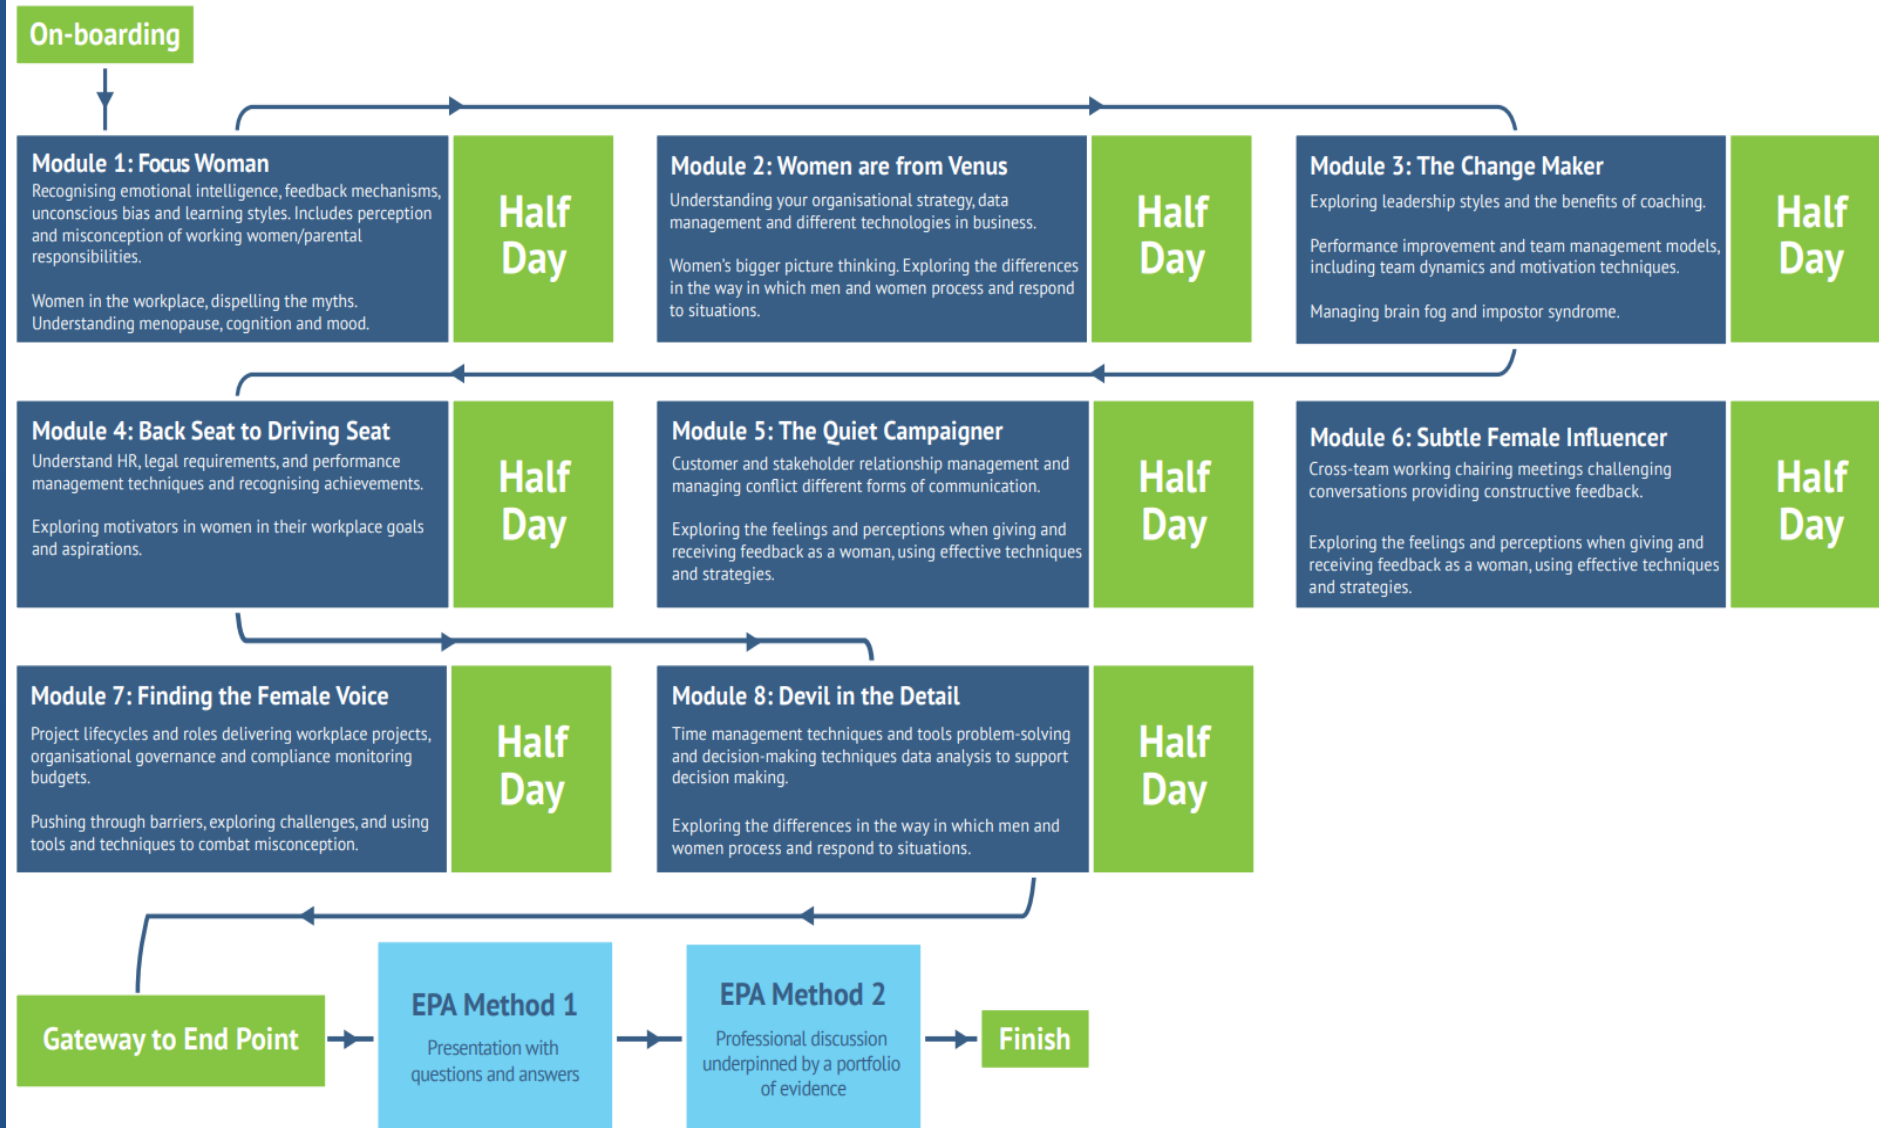 On-boarding
Module 1: Focus Woman
Recognising emotional intelligence, feedback mechanisms,
unconscious bias and learning styles. Includes perception
and misconception of working women/parental
responsibilities.
Women in the workplace, dispelling the myths.
Understanding menopause, cognition and mood.
Half
Day
Module 2: Women are from Venus
Understanding your organisational strategy, data
management and different technologies in business.
Women's bigger picture thinking. Exploring the differences
in the way in which men and women process and respond
to situations.
Half
Day
Module 3: The Change Maker
Exploring leadership styles and the benefits of coaching.
Performance improvement and team management models,
including team dynamics and motivation techniques.
Managing brain fog and impostor syndrome.
Half
Day
Module 4: Back Seat to Driving Seat
Understand HR, legal requirements, and performance
management techniques and recognising achievements.
Exploring motivators in women in their workplace goals
and aspirations.
Half
Day
Module 5: The Quiet Campaigner
Customer and stakeholder relationship management and
managing conflict different forms of communication.
Exploring the feelings and perceptions when giving and
receiving feedback as a woman, using effective techniques
and strategies.
Half
Day
Module 6: Subtle Female Influencer
Cross-team working chairing meetings challenging
conversations providing constructive feedback.
Exploring the feelings and perceptions when giving and
receiving feedback as a woman, using effective techniques
and strategies.
Half
Day
Module 7: Finding the Female Voice
Project lifecycles and roles delivering workplace projects,
organisational governance and compliance monitoring
budgets.
Pushing through barriers, exploring challenges, and using
tools and techniques to combat misconception.
Half
Day
Module 8: Devil in the Detail
Time management techniques and tools problem-solving
and decision-making techniques data analysis to support
decision making.
Exploring the differences in the way in which men and
women process and respond to situations.
Half
Day
Gateway to End Point
EPA Method 1
Presentation with
questions and answers
EPA Method 2
Professional discussion
underpinned by a portfolio
of evidence
Finish